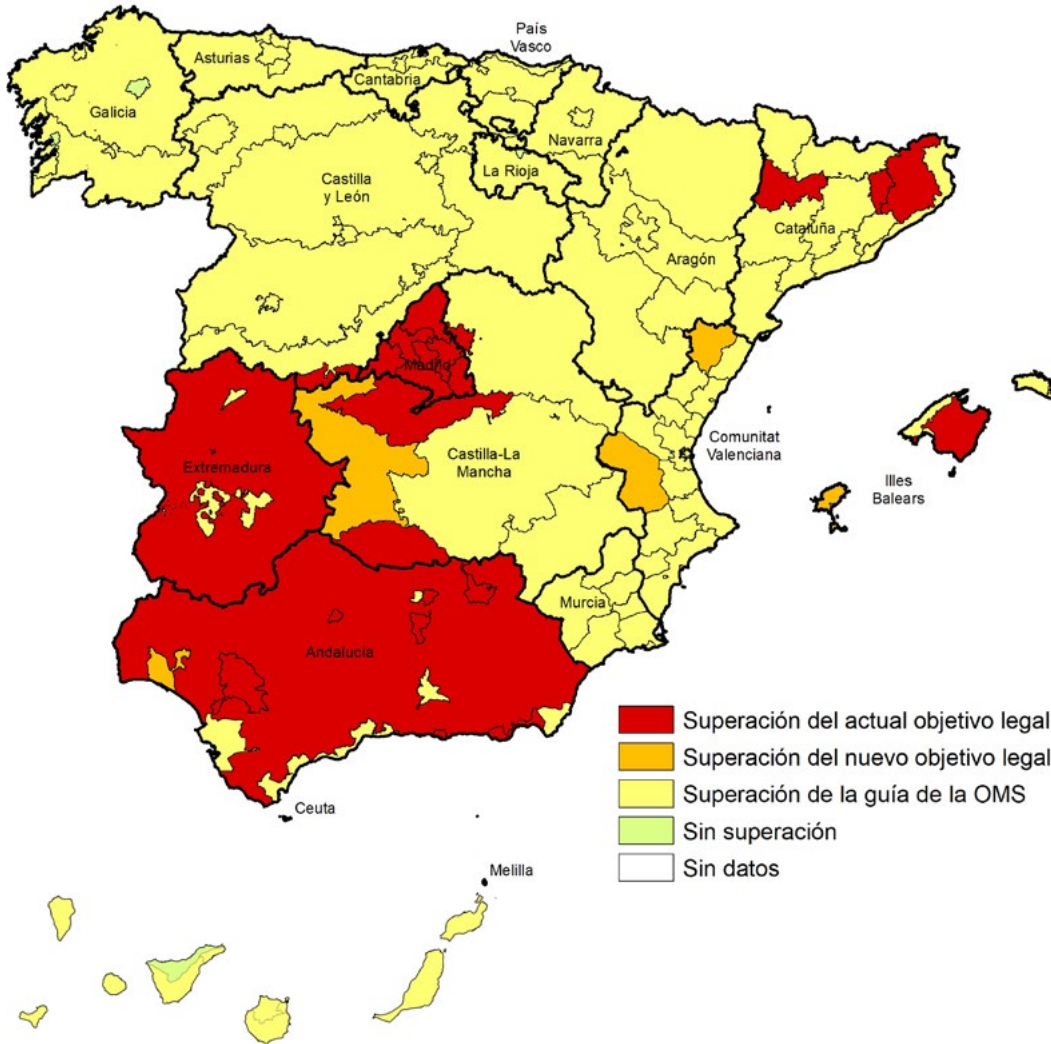 País
Vasco
Asturias
Cantabria
Galicia
Navarra
La Rioja
Castilla
y León
Cataluña
Aragón
Madrid
Comunitat
Valenciana
Castilla-La
Mancha
Extremadura
Illes
Balears
Murcia
Andalucía
Superación del actual objetivo legal
Superación del nuevo objetivo legal
Superación de la guía de la OMS
Sin superación
Sin datos
Ceuta
Melilla